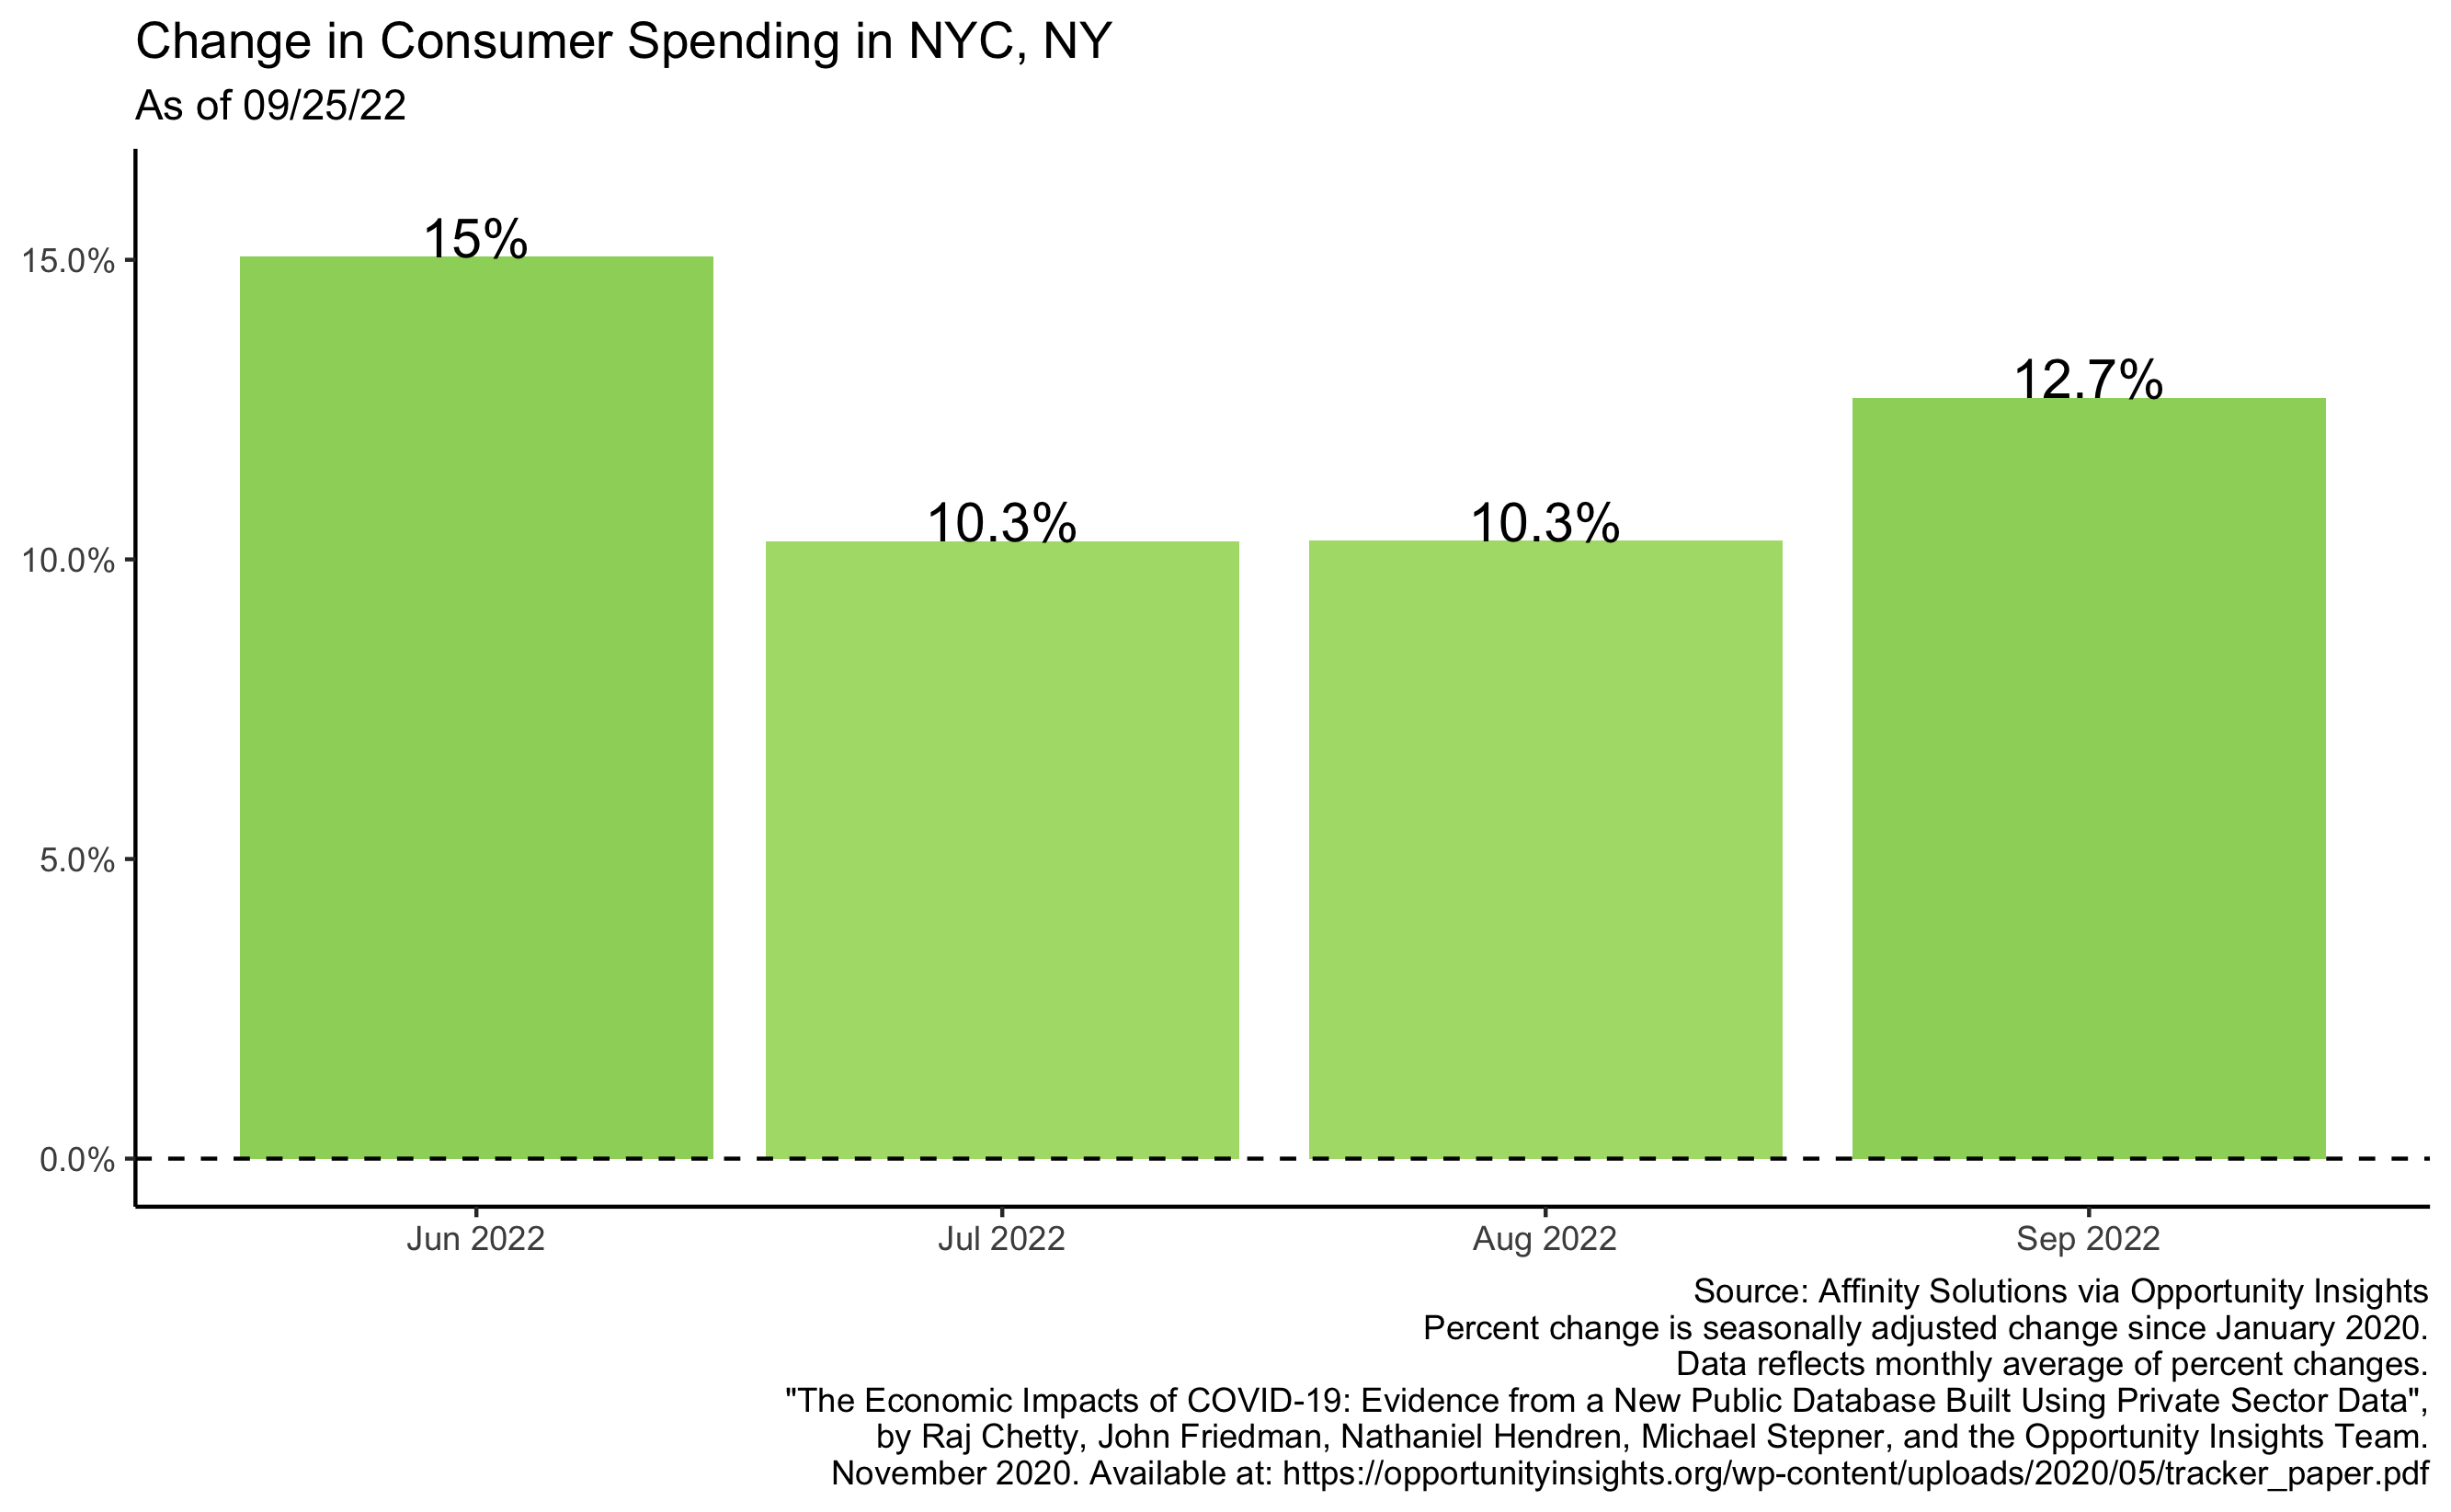 Change in Consumer Spending in NYC, NY
As of 09/25/22
15%
12.7%
10.3%
10.3%
15.0%
10.0%
5.0%
0.0%
Jun 2022
Jul 2022
Aug 2022
Sep 2022
Source: Affinity Solutions via Opportunity Insights
Percent change is seasonally adjusted change since January 2020.
Data reflects monthly average of percent changes.
"The Economic Impacts of COVID-19: Evidence from a New Public Database Built Using Private Sector Data",
by Raj Chetty, John Friedman, Nathaniel Hendren, Michael Stepner, and the Opportunity Insights Team.
November 2020. Available at: https://opportunityinsights.org/wp-content/uploads/2020/05/tracker_paper.pdf